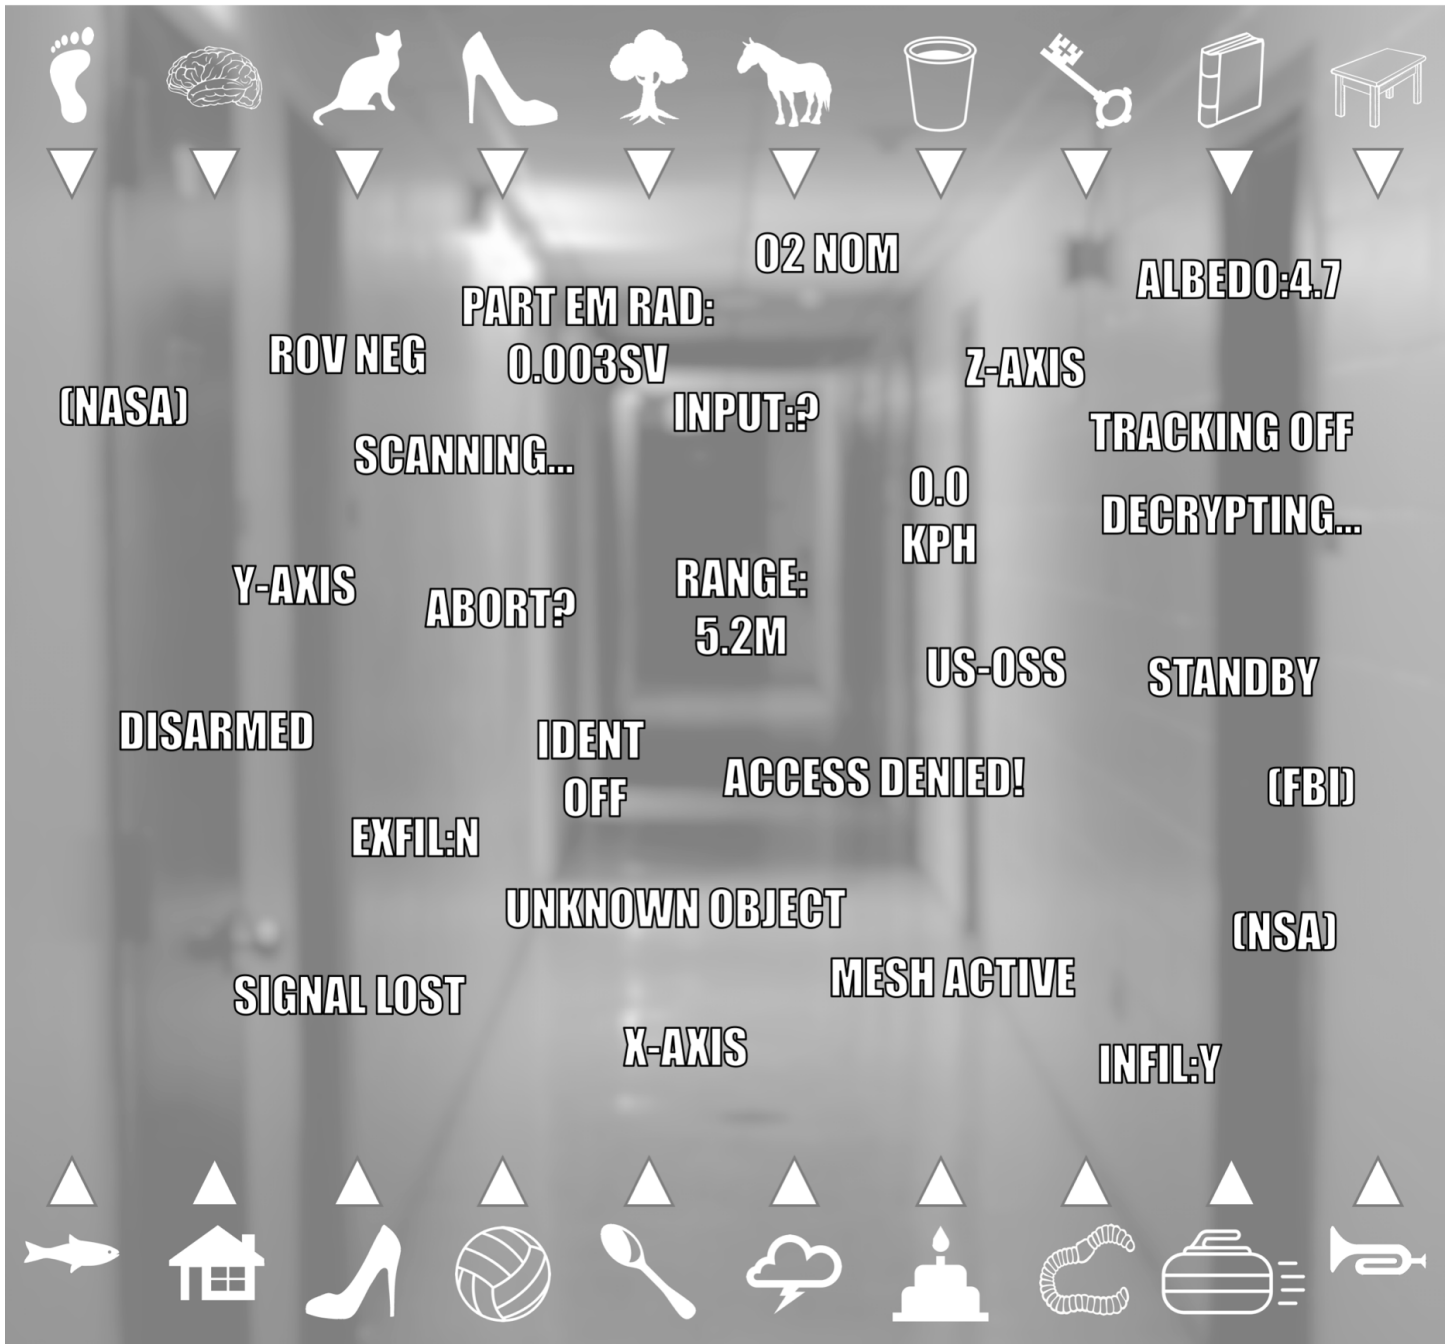 O2 NOM
ALBEDO:4.7
PART EM RAD:
0.003SV
ROV NEG
Z-AXIS
(NASA)
INPUT:?
TRACKING OFF
SCANNING...
0.0
KPH
DECRYPTING...
Y-AXIS
ABORT?
RANGE:
5.2M
US-OSS
STANDBY
DISARMED
IDENT
OFF
ACCESS DENIED!
(FBI)
EXFIL:N
UNKNOWN OBJECT
(NSA)
MESH ACTIVE
SIGNAL LOST
X-AXIS
INFIL:Y